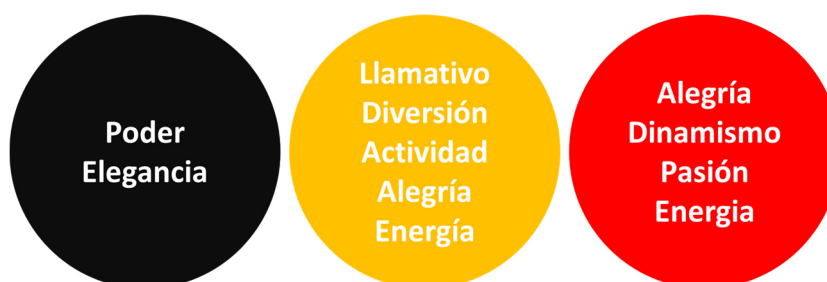 Poder
Elegancia
Llamativo
Diversión
Actividad
Alegría
Energía
Alegría
Dinamismo
Pasión
Energia